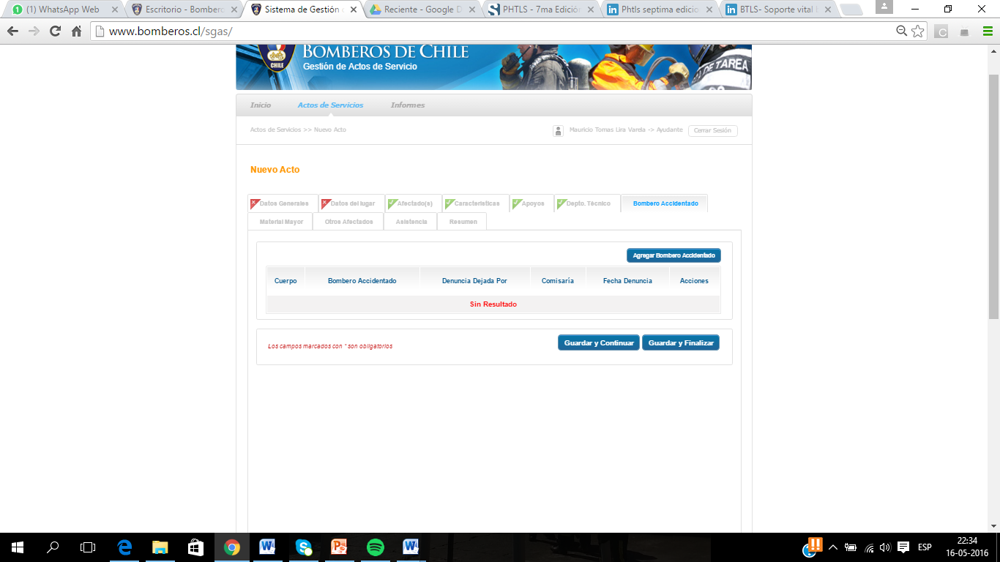 (1) WhatsApp Web
Escritorio - Bombero
Sistema de Gestión
Reciente - Google D
PHTLS - 7ma Edición
Phtls septima edicio
BTLS- Soporte vital
www.bomberos.cl/sgas/
CHILE
BOMBEROS DE CHILE
Gestión de Actos de Servicio
DE TAREA
Inicio
Actos de Servicios
Informes
Actos de Servicios >> Nuevo Acto
Mauricio Tomas Lira Varela -> Ayudante
Cerrar Sesión
Nuevo Acto
Datos Generales
Datos del lugar
Afectado(s)
Características
Apoyos
Depto. Técnico
Bombero Accidentado
Material Mayor
Otros Afectados
Asistencia
Resumen
Agregar Bombero Accidentado
Cuerpo
Bombero Accidentado
Denuncia Dejada Por
Comisaría
Fecha Denuncia
Acciones
Sin Resultado
Los campos marcados con * son obligatorios
Guardar y Continuar
Guardar y Finalizar
ESP
22:34
16-05-2016